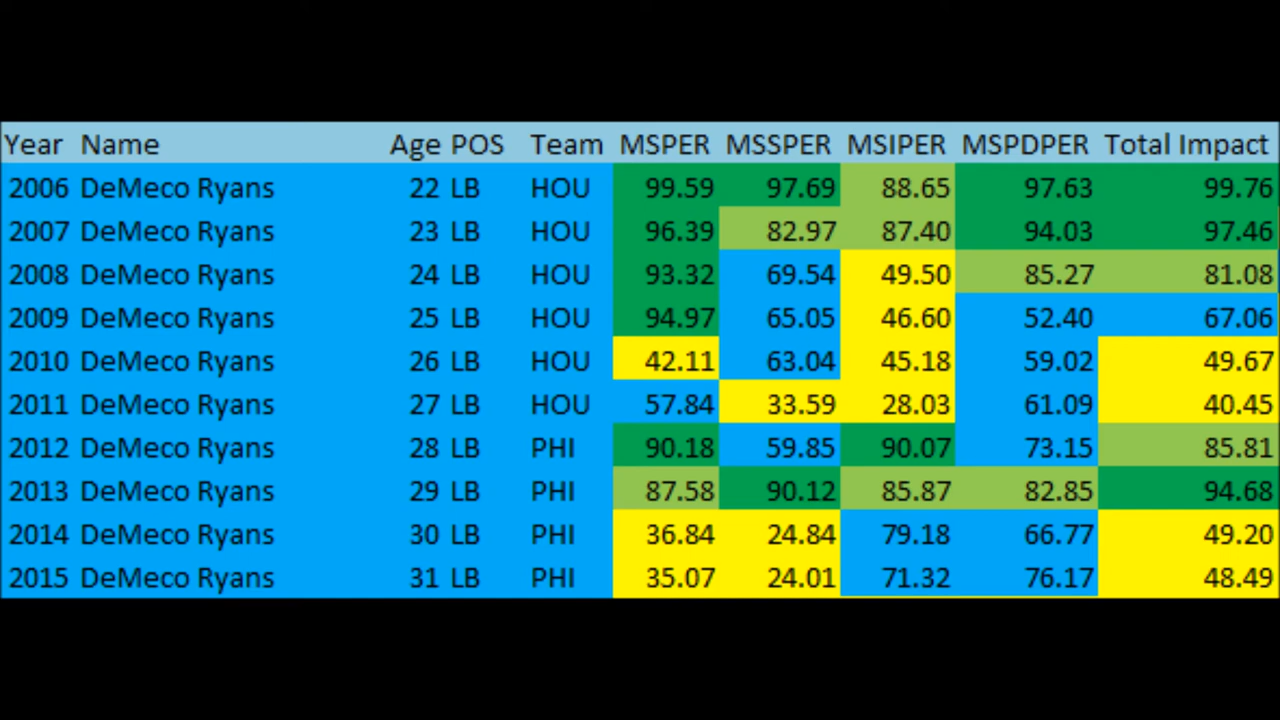 Year Name Age POS Team MSPER MSSPER MSIPER MSPDPER Total Impact
2006 DeMeco Ryans 22 LB HOU 99.59 97.69 88.65 97.63 99.76
2007 DeMeco Ryans 23 LB HOU 96.39 82.97 87.40 94.03 97.46
2008 DeMeco Ryans 24 LB HOU 93.32 69.54 49.50 85.27 81.08
2009 DeMeco Ryans 25 LB HOU 94.97 65.05 46.60 52.40 67.06
2010 DeMeco Ryans 26 LB HOU 42.11 63.04 45.18 59.02 49.67
2011 DeMeco Ryans 27 LB HOU 57.84 33.59 28.03 61.09 40.45
2012 DeMeco Ryans 28 LB PHI 90.18 59.85 90.07 73.15 85.81
2013 DeMeco Ryans 29 LB PHI 87.58 90.12 85.87 82.85 94.68
2014 DeMeco Ryans 30 LB PHI 36.84 24.84 79.18 66.77 49.20
2015 DeMeco Ryans 31 LB PHI 35.07 24.01 71.32 76.17 48.49